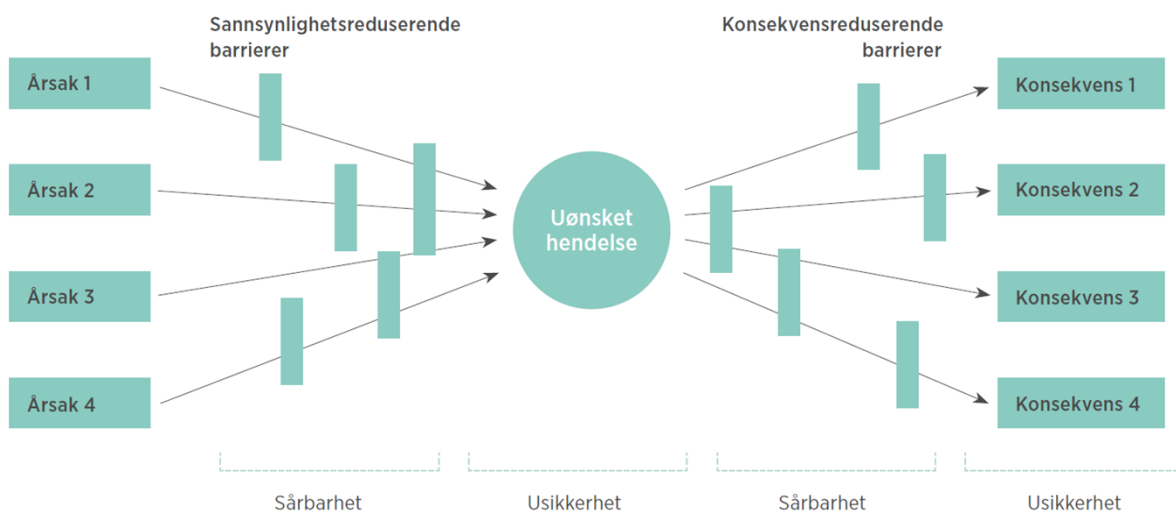 Sannsynlighetsreduserende
barrierer
Konsekvensreduserende
barrierer
Årsak 1
Årsak 2
Årsak 3
Årsak 4
Uønsket
hendelse
Konsekvens 1
Konsekvens 2
Konsekvens 3
Konsekvens 4
Sårbarhet
Usikkerhet
Sårbarhet
Usikkerhet